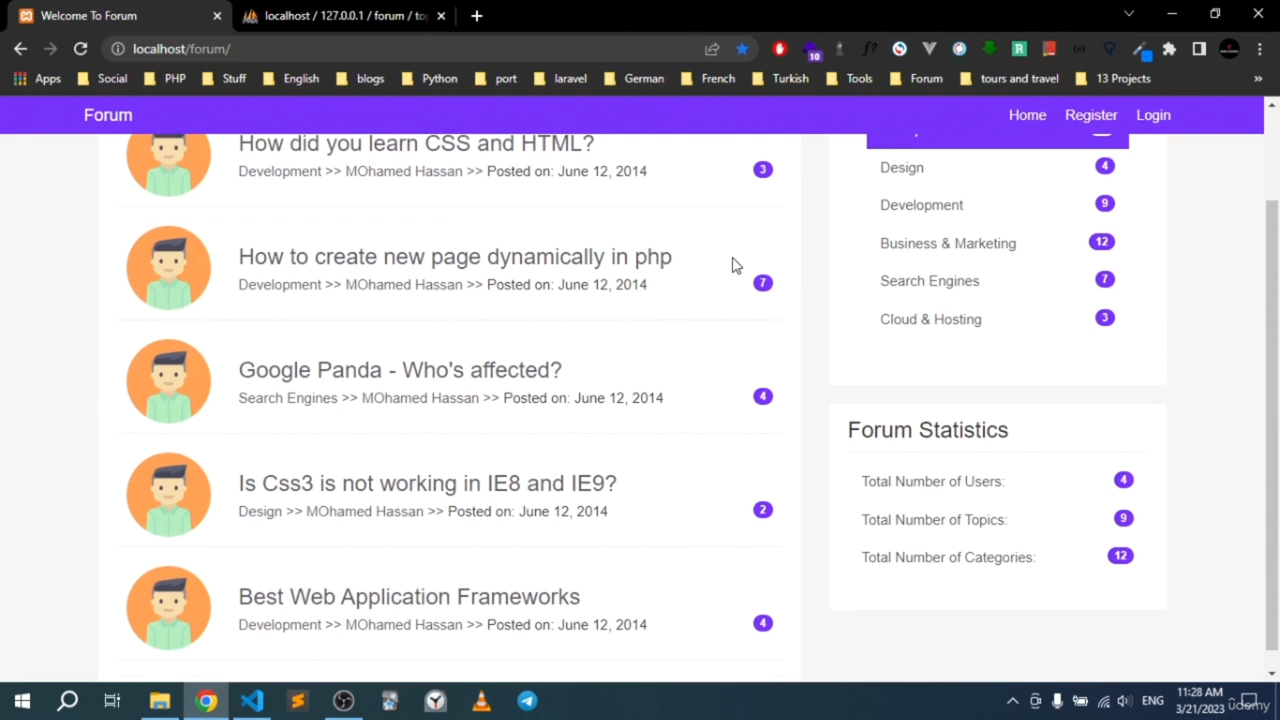 Welcome To Forum
localhost / 127.0.0.1 / forum / to
localhost/forum/
10
f?
R
Apps
Social
PHP
Stuff
English
blogs
Python
port
laravel
German
French
Turkish
Tools
Forum
tours and travel
13 Projects
»
Forum
Home
Register
Login
How did you learn CSS and HTML?
Development >> MOhamed Hassan >> Posted on: June 12, 2014
3
How to create new page dynamically in php
Development >> MOhamed Hassan >> Posted on: June 12, 2014
7
Google Panda - Who's affected?
Search Engines >> MOhamed Hassan >> Posted on: June 12, 2014
4
Is Css3 is not working in IE8 and IE9?
Design >> MOhamed Hassan >> Posted on: June 12, 2014
2
Best Web Application Frameworks
Development >> MOhamed Hassan >> Posted on: June 12, 2014
4
Design 4
Development 9
Business & Marketing 12
Search Engines 7
Cloud & Hosting 3
Forum Statistics
Total Number of Users: 4
Total Number of Topics: 9
Total Number of Categories: 12
ENG
11:28 AM
3/21/2023
udemy